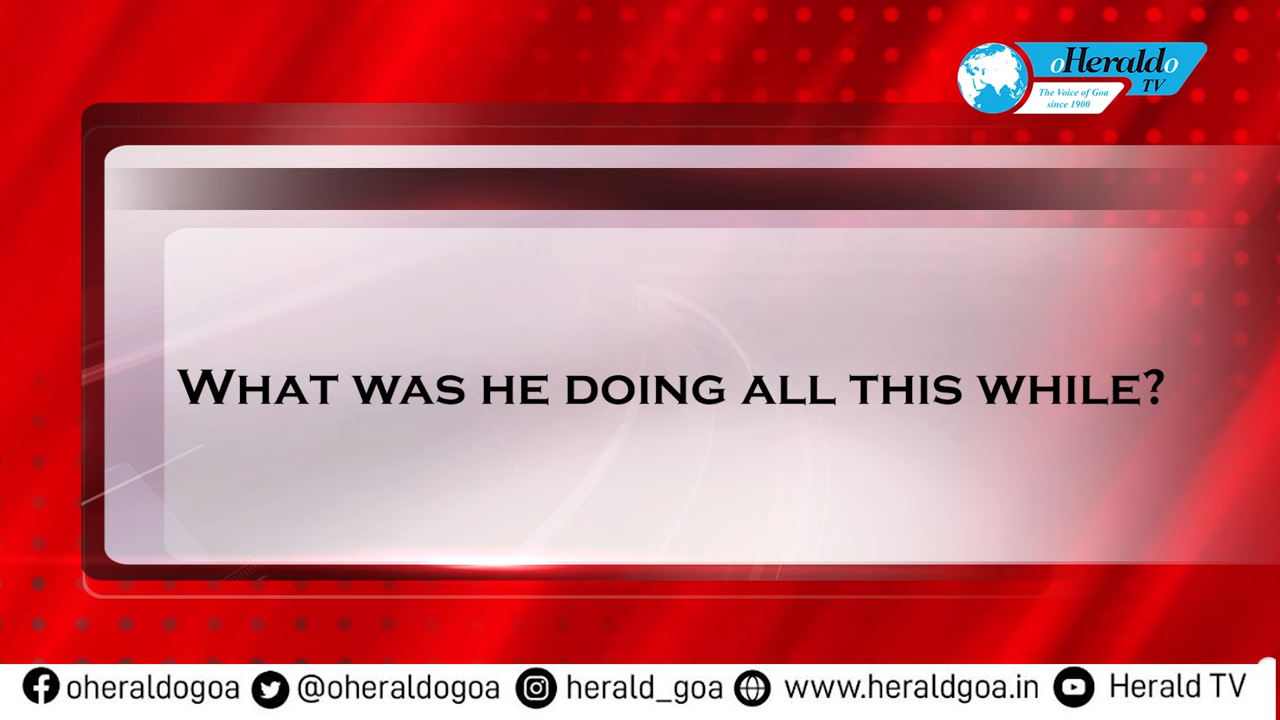 oHeraldo
TV
The Voice of Goa
since 1900
WHAT WAS HE DOING ALL THIS WHILE?
oheraldogoa @oheraldogoa herald_goa www.heraldgoa.in Herald TV